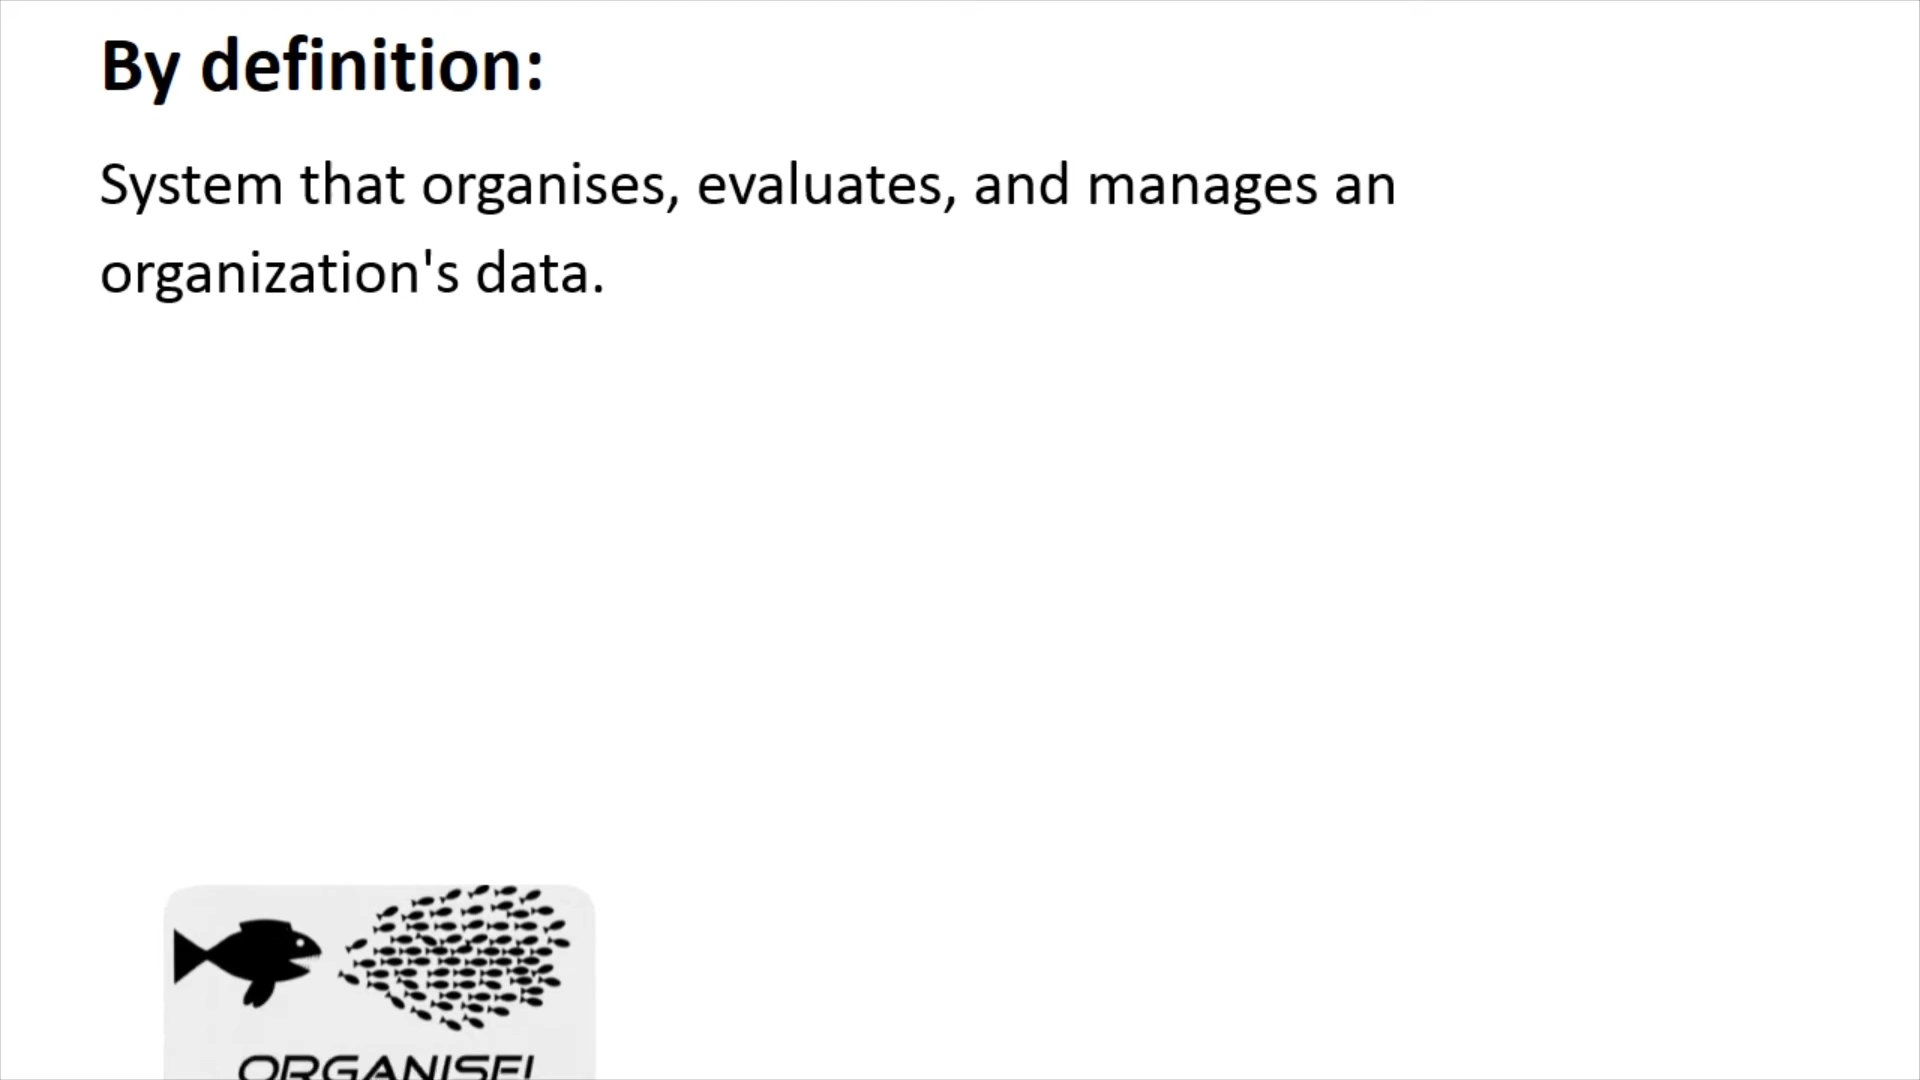 By definition:
System that organises, evaluates, and manages an
organization's data.
ORGANISE!